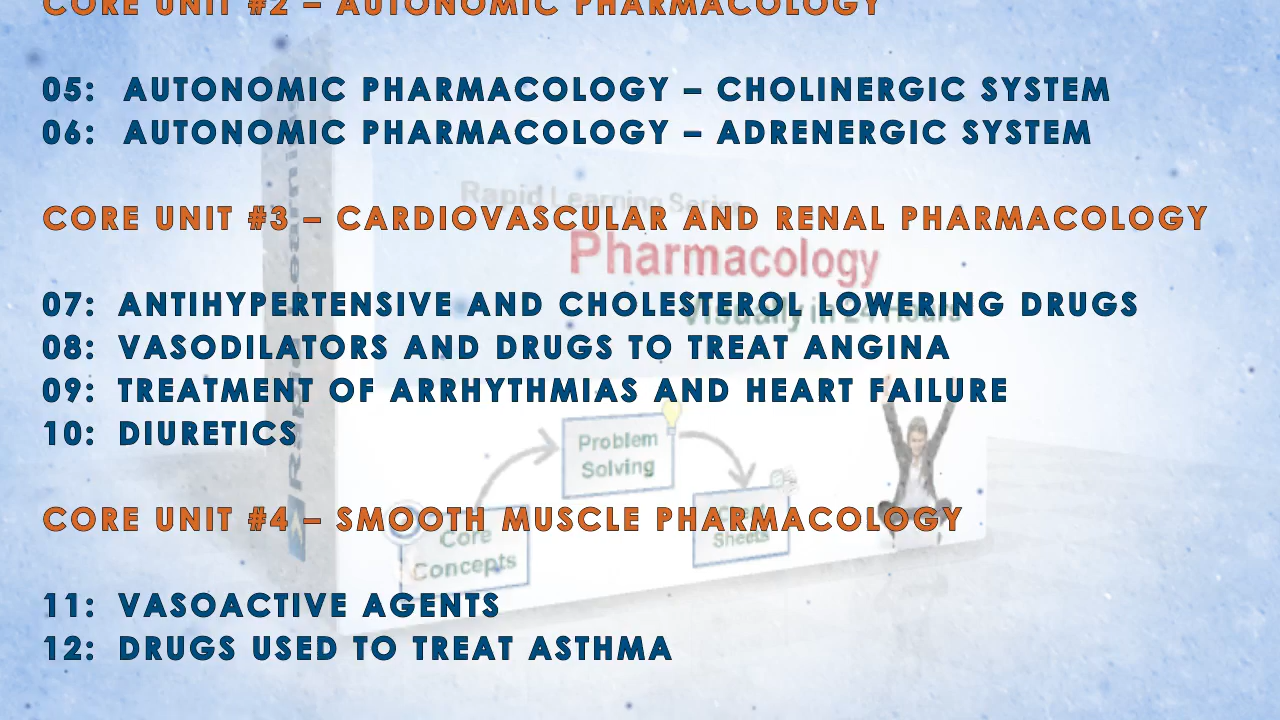 CORE UNIT #2 – AUTONOMIC PHARMACOLOGY
05: AUTONOMIC PHARMACOLOGY – CHOLINERGIC SYSTEM
06: AUTONOMIC PHARMACOLOGY – ADRENERGIC SYSTEM
Rapid Learning Series
CORE UNIT #3 – CARDIOVASCULAR AND RENAL PHARMACOLOGY
Pharmacology
07: ANTIHYPERTENSIVE AND CHOLESTEROL LOWERING DRUGS
Visually in 24 Hours
08: VASODILATORS AND DRUGS TO TREAT ANGINA
09: TREATMENT OF ARRHYTHMIAS AND HEART FAILURE
10: DIURETICS
Rapid Learning
Problem
Solving
CORE UNIT #4 – SMOOTH MUSCLE PHARMACOLOGY
Core
Concepts
Sheets
11: VASOACTIVE AGENTS
12: DRUGS USED TO TREAT ASTHMA